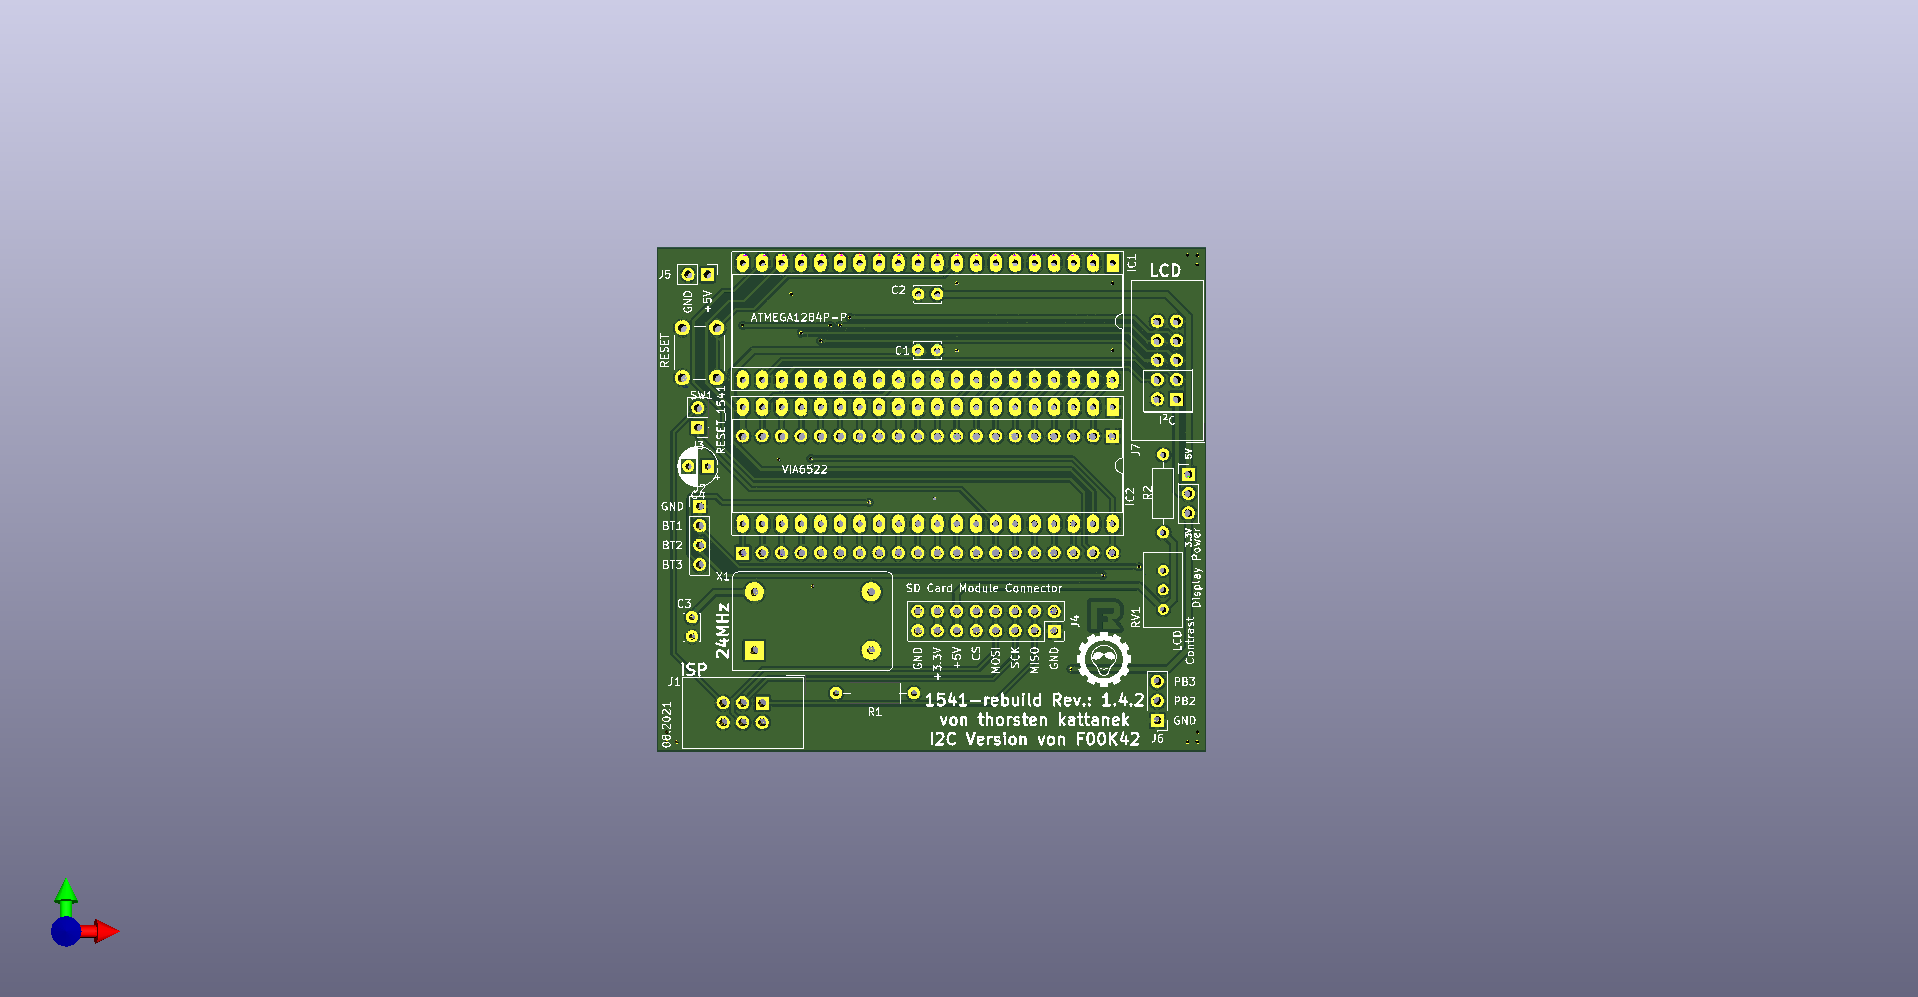 IC1
J5
GND
+5V
C2
LCD
ATMEGA1284P-P
RESET
C1
SW1
RESET_1541
I²C
J7
5V
VIA6522
IC2
R2
GND
BT1
BT2
BT3
3.3V
Display Power
X1
SD Card Module Connector
C3
24MHz
RV1
J4
GND
+3.3V
+5V
CS
MOSI
SCK
MISO
GND
LCD
Contrast
ISP
J1
PB3
PB2
GND
J6
R1
08.2021
1541-rebuild Rev.: 1.4.2
von thorsten kattanek
I2C Version von F00K42